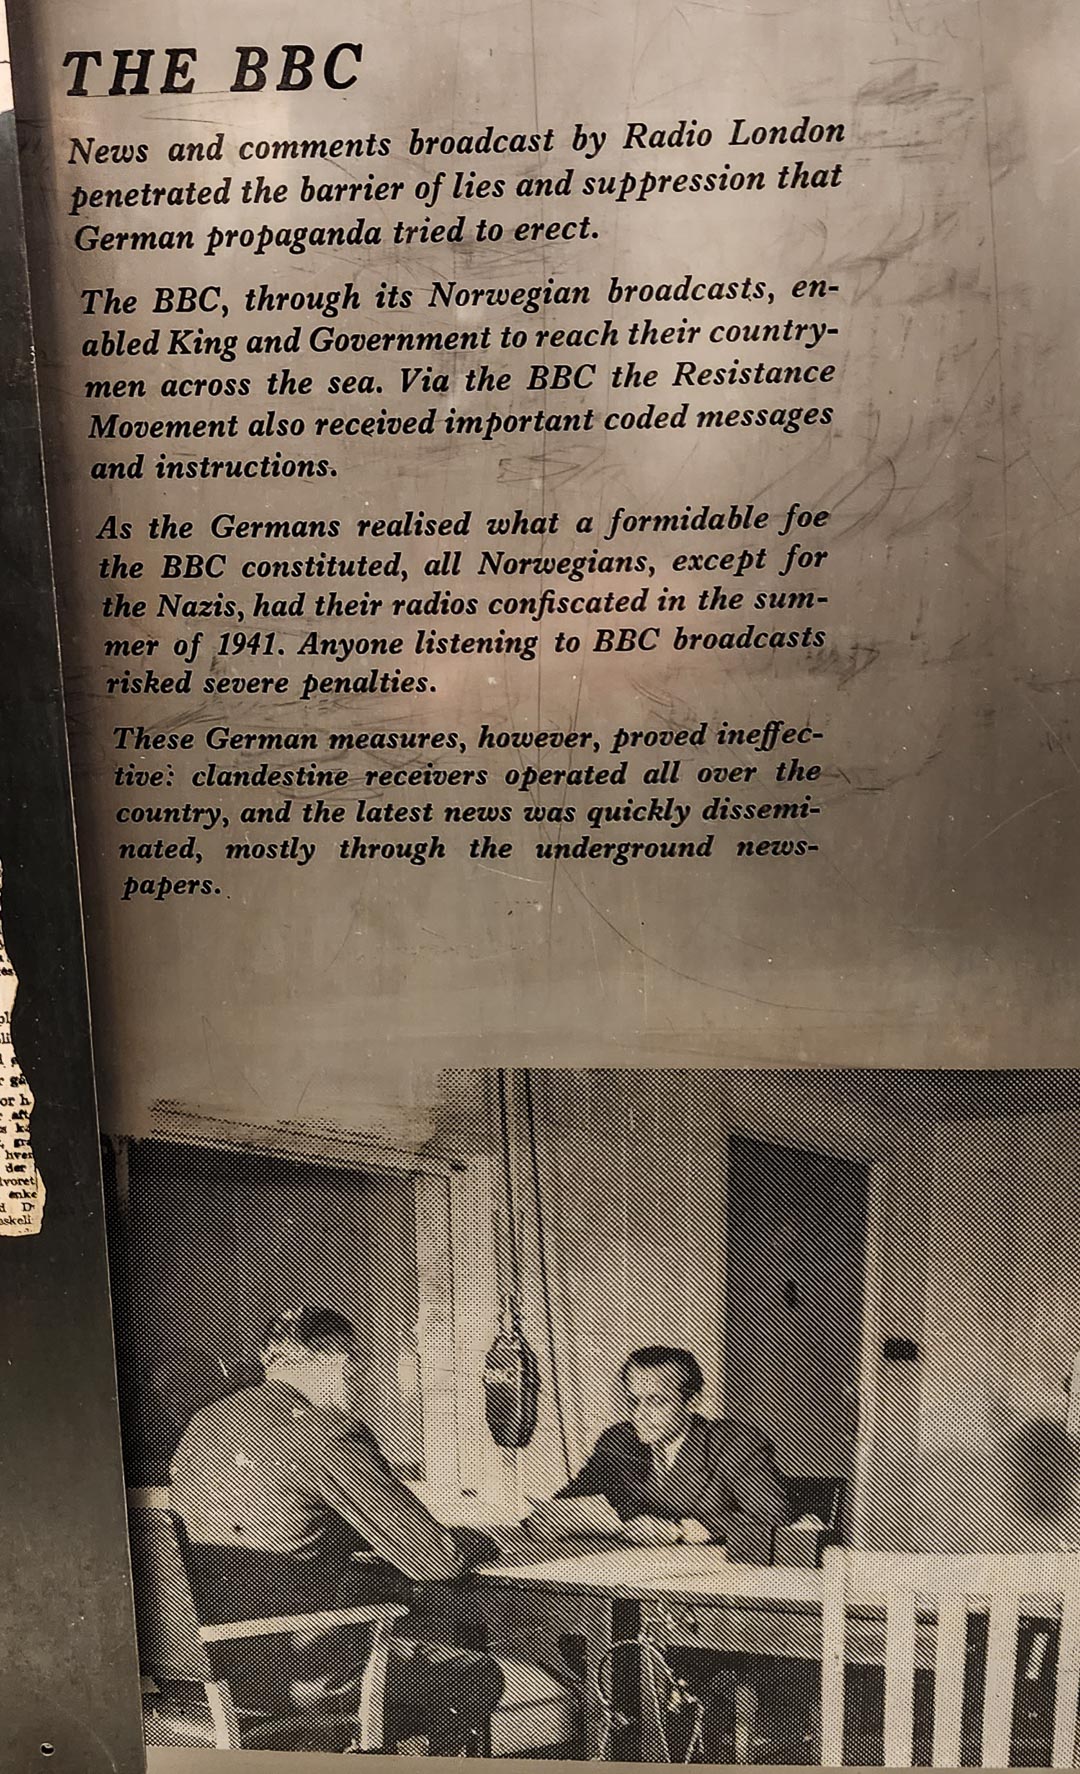 THE BBC
News and comments broadcast by Radio London
penetrated the barrier of lies and suppression that
German propaganda tried to erect.
The BBC, through its Norwegian broadcasts, en-
abled King and Government to reach their country-
men across the sea. Via the BBC the Resistance
Movement also received important coded messages
and instructions.
As the Germans realised what a formidable foe
the BBC constituted, all Norwegians, except for
the Nazis, had their radios confiscated in the sum-
mer of 1941. Anyone listening to BBC broadcasts
risked severe penalties.
These German measures, however, proved ineffec-
tive: clandestine receivers operated all over the
country, and the latest news was quickly dissemi-
nated, mostly through the underground news-
papers.
or h
hver
der
enke